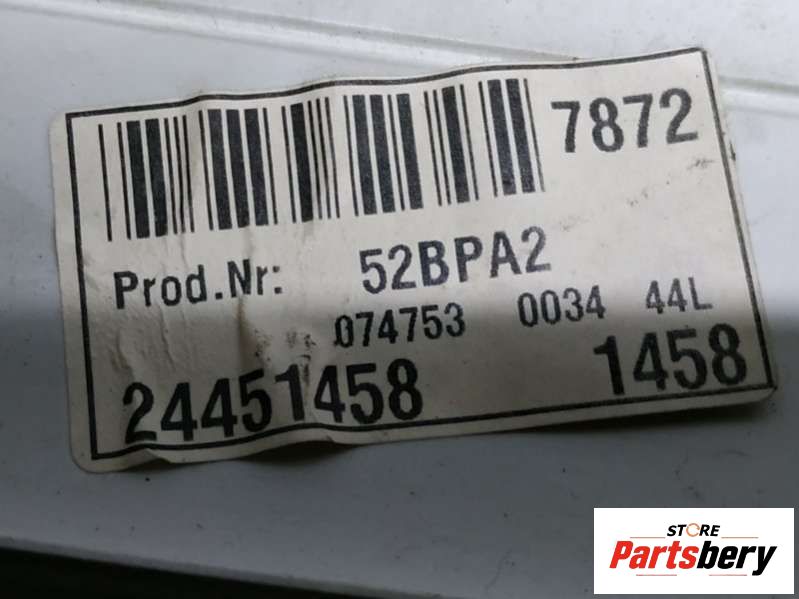 7872
Prod.Nr: 52BPA2
074753 0034 44L
24451458 1458
STORE
Partsbery